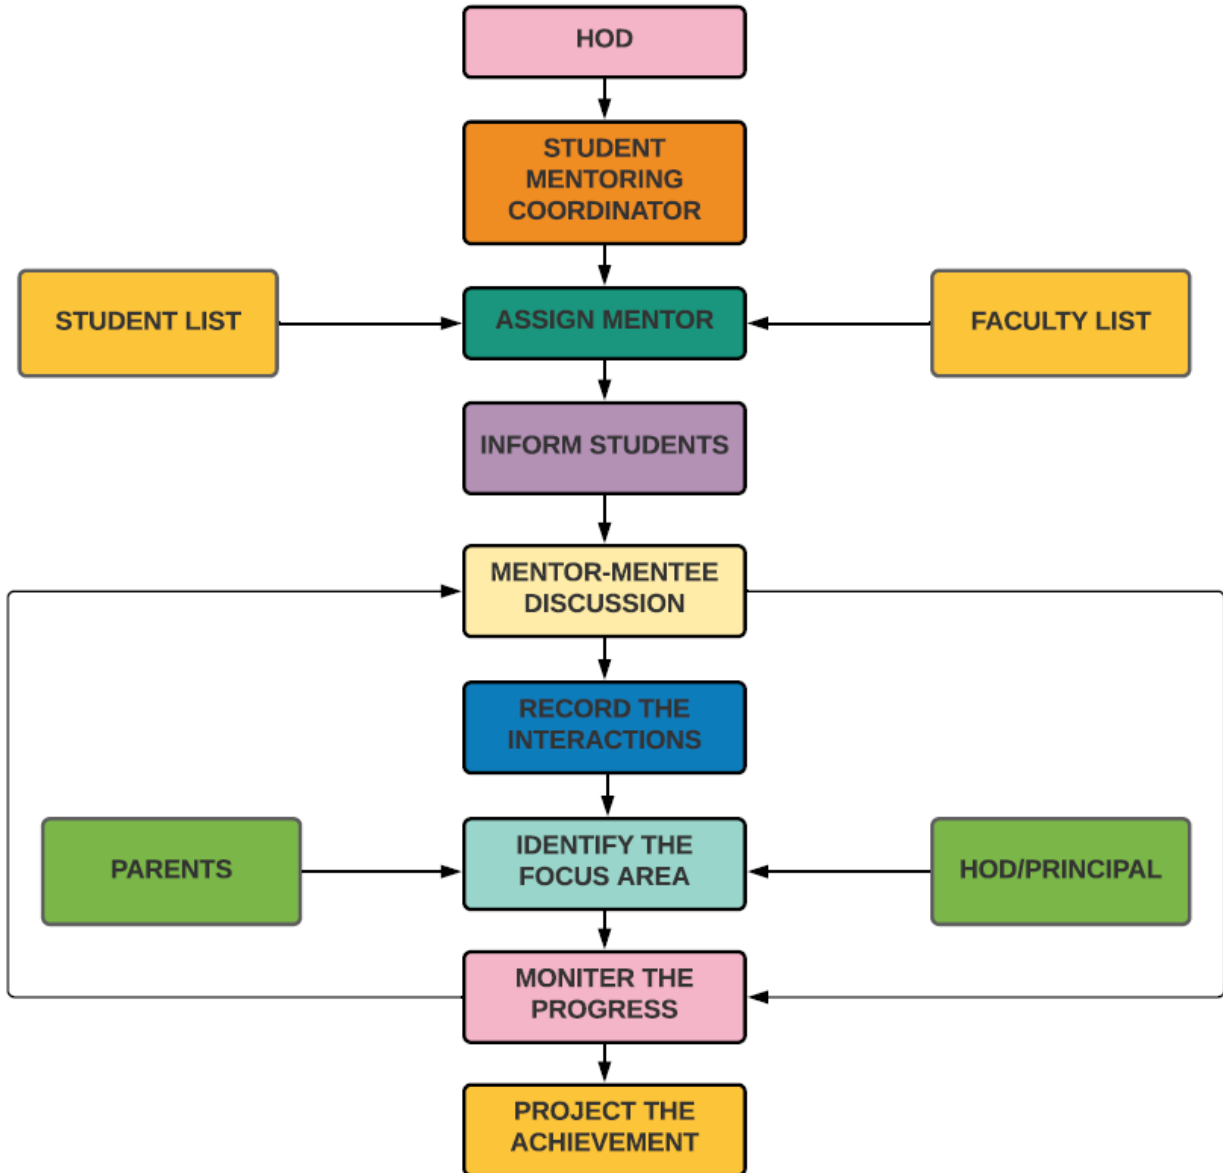 HOD
STUDENT
MENTORING
COORDINATOR
STUDENT LIST
ASSIGN MENTOR
FACULTY LIST
INFORM STUDENTS
MENTOR-MENTEE
DISCUSSION
RECORD THE
INTERACTIONS
PARENTS
IDENTIFY THE
FOCUS AREA
HOD/PRINCIPAL
MONITER THE
PROGRESS
PROJECT THE
ACHIEVEMENT